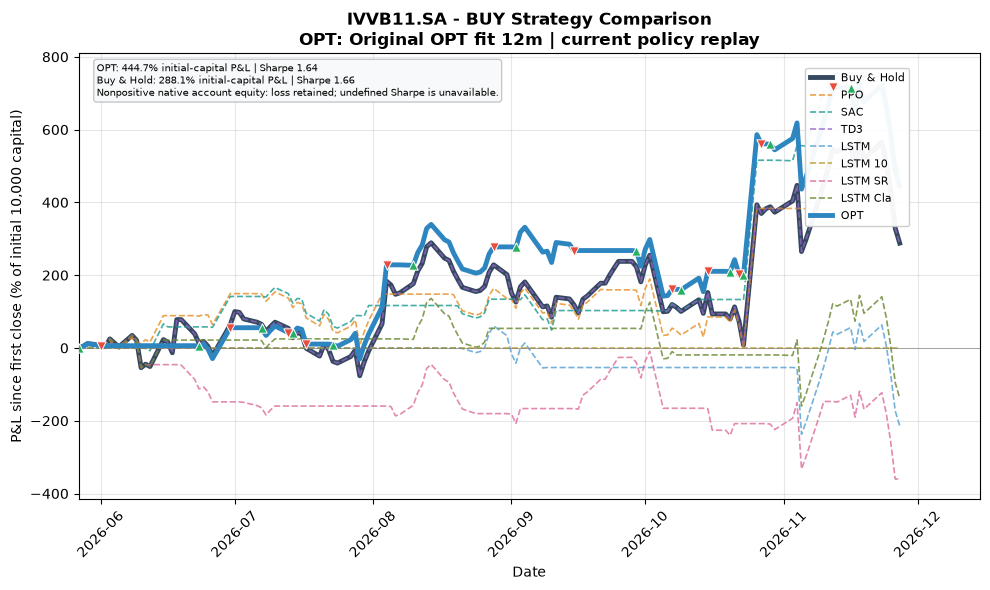 IVVB11.SA - BUY Strategy Comparison
OPT: Original OPT fit 12m | current policy replay
OPT: 444.7% initial-capital P&L | Sharpe 1.64
Buy & Hold: 288.1% initial-capital P&L | Sharpe 1.66
Nonpositive native account equity: loss retained; undefined Sharpe is unavailable.
Buy & Hold
PPO
SAC
TD3
LSTM
LSTM 10
LSTM SR
LSTM Cla
OPT
P&L since first close (% of initial 10,000 capital)
800
600
400
200
0
−200
−400
2026-06
2026-07
2026-08
2026-09
2026-10
2026-11
2026-12
Date